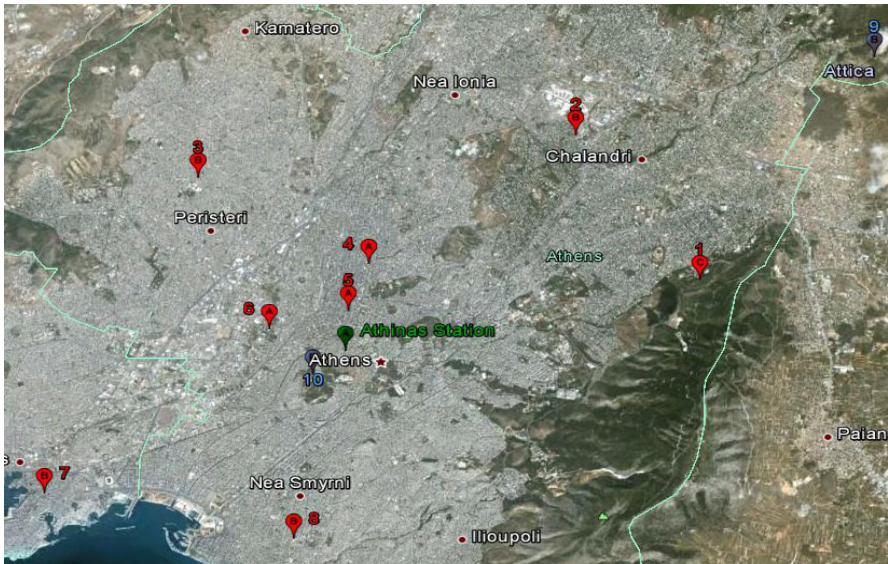 Kamatero
9
B
Attica
Nea Ionia
2
B
Chalandri
3
B
Peristeri
4
A
Athens
1
C
5
A
6
A
A
Athinas Station
Athens
10
Paian
s
B
7
Nea Smyrni
B
8
Ilioupoli